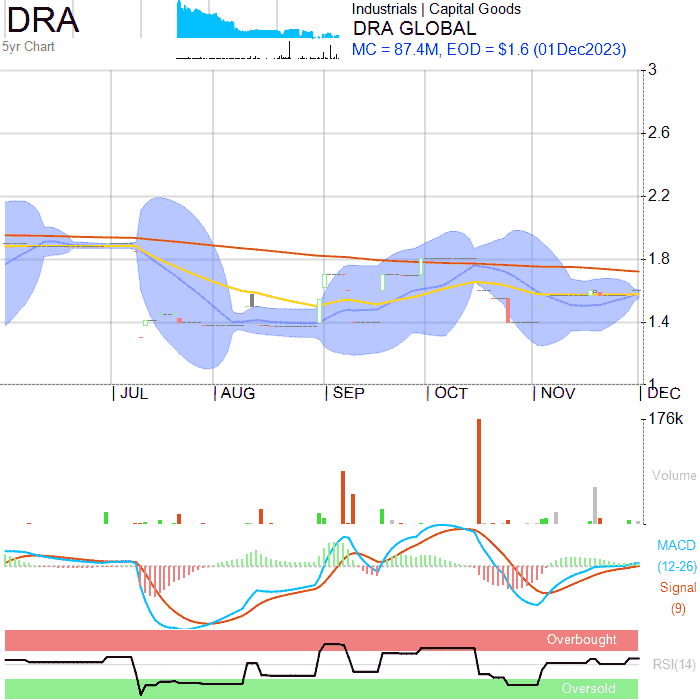 DRA
5yr Chart
Industrials | Capital Goods
DRA GLOBAL
MC = 87.4M, EOD = $1.6 (01Dec2023)
3
2.6
2.2
1.8
1.4
1
JUL AUG SEP OCT NOV DEC
176k
Volume
MACD
(12-26)
Signal
(9)
Overbought
RSI(14)
Oversold